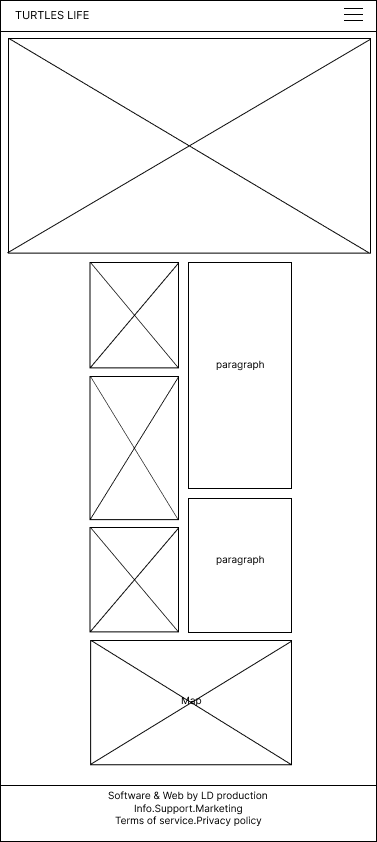 TURTLES LIFE
paragraph
paragraph
Map
Software & Web by LD production
Info.Support.Marketing
Terms of service.Privacy policy